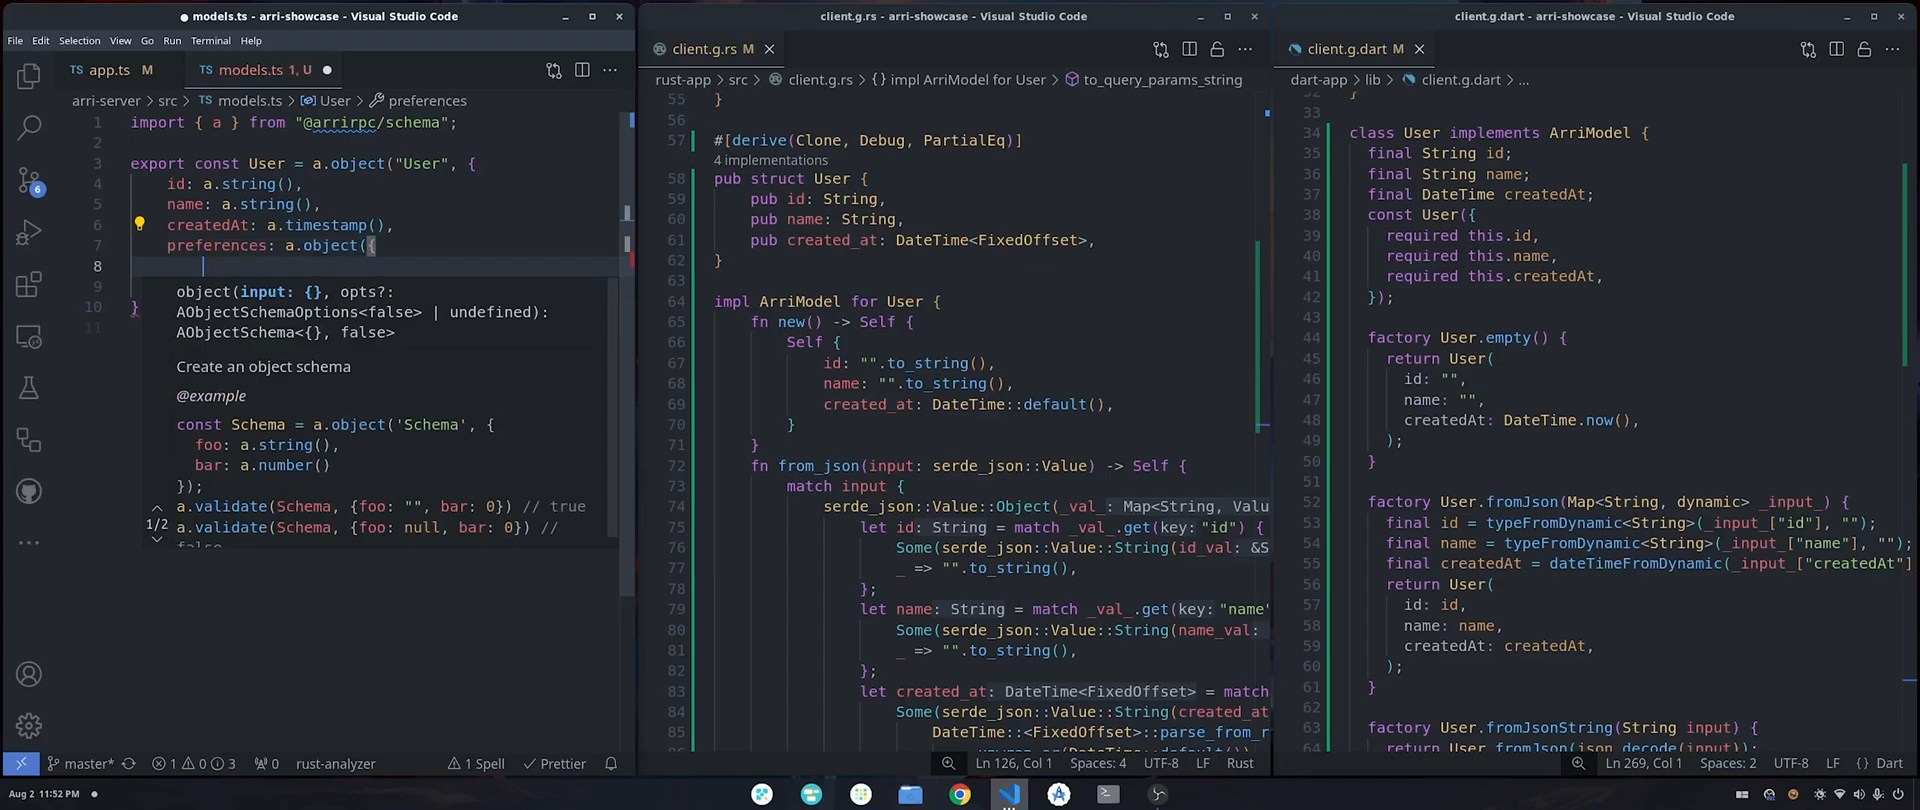 ● models.ts - arri-showcase - Visual Studio Code
File Edit Selection View Go Run Terminal Help
TS app.ts M
TS models.ts 1, U ●
arri-server > src > TS models.ts > User > preferences
1 import { a } from "@arrirpc/schema";
2
3 export const User = a.object("User", {
4 id: a.string(),
5 name: a.string(),
6 createdAt: a.timestamp(),
7 preferences: a.object({
8
9
10 }
11
object(input: {}, opts?:
AObjectSchemaOptions<false> | undefined):
AObjectSchema<{}, false>
Create an object schema
@example
const Schema = a.object('Schema', {
foo: a.string(),
bar: a.number()
});
a.validate(Schema, {foo: "", bar: 0}) // true
1/2
a.validate(Schema, {foo: null, bar: 0}) //
false
6
master* 1 0 3 0 rust-analyzer 1 Spell Prettier
client.g.rs - arri-showcase - Visual Studio Code
client.g.rs M
rust-app > src > client.g.rs > {} impl ArriModel for User > to_query_params_string
55 }
56
57 #[derive(Clone, Debug, PartialEq)]
4 implementations
58 pub struct User {
59 pub id: String,
60 pub name: String,
61 pub created_at: DateTime<FixedOffset>,
62 }
63
64 impl ArriModel for User {
65 fn new() -> Self {
66 Self {
67 id: "".to_string(),
68 name: "".to_string(),
69 created_at: DateTime::default(),
70 }
71 }
72 fn from_json(input: serde_json::Value) -> Self {
73 match input {
74 serde_json::Value::Object(_val_: Map<String, Valu
75 let id: String = match _val_.get(key: "id") {
76 Some(serde_json::Value::String(id_val: &S
77 _ => "".to_string(),
78 };
79 let name: String = match _val_.get(key: "name"
80 Some(serde_json::Value::String(name_val:
81 _ => "".to_string(),
82 };
83 let created_at: DateTime<FixedOffset> = match
84 Some(serde_json::Value::String(created_at
85 DateTime::<FixedOffset>::parse_from_r
86 .unwrap_or(DateTime::default())
Ln 126, Col 1 Spaces: 4 UTF-8 LF Rust
client.g.dart - arri-showcase - Visual Studio Code
client.g.dart M
dart-app > lib > client.g.dart > ...
32 }
33
34 class User implements ArriModel {
35 final String id;
36 final String name;
37 final DateTime createdAt;
38 const User({
39 required this.id,
40 required this.name,
41 required this.createdAt,
42 });
43
44 factory User.empty() {
45 return User(
46 id: "",
47 name: "",
48 createdAt: DateTime.now(),
49 );
50 }
51
52 factory User.fromJson(Map<String, dynamic> _input_) {
53 final id = typeFromDynamic<String>(_input_["id"], "");
54 final name = typeFromDynamic<String>(_input_["name"], "");
55 final createdAt = dateTimeFromDynamic(_input_["createdAt"]
56 return User(
57 id: id,
58 name: name,
59 createdAt: createdAt,
60 );
61 }
62
63 factory User.fromJsonString(String input) {
64 return User.fromJson(json.decode(input));
Ln 269, Col 1 Spaces: 2 UTF-8 LF {} Dart
Aug 2 11:52 PM ●